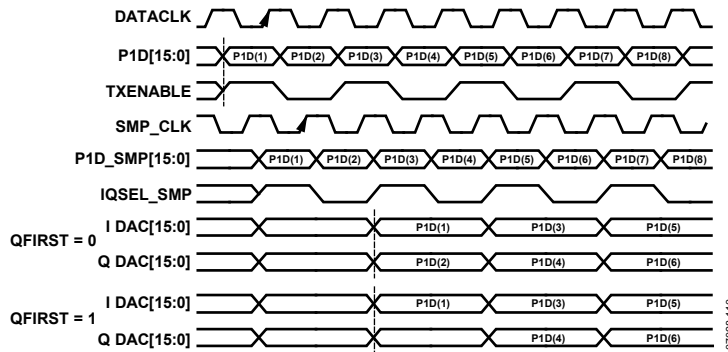 DATACLK
P1D[15:0] P1D(1) P1D(2) P1D(3) P1D(4) P1D(5) P1D(6) P1D(7) P1D(8)
TXENABLE
SMP_CLK
P1D_SMP[15:0] P1D(1) P1D(2) P1D(3) P1D(4) P1D(5) P1D(6) P1D(7) P1D(8)
IQSEL_SMP
I DAC[15:0] P1D(1) P1D(3) P1D(5)
QFIRST = 0
Q DAC[15:0] P1D(2) P1D(4) P1D(6)
I DAC[15:0] P1D(1) P1D(3) P1D(5)
QFIRST = 1
Q DAC[15:0] P1D(4) P1D(6)